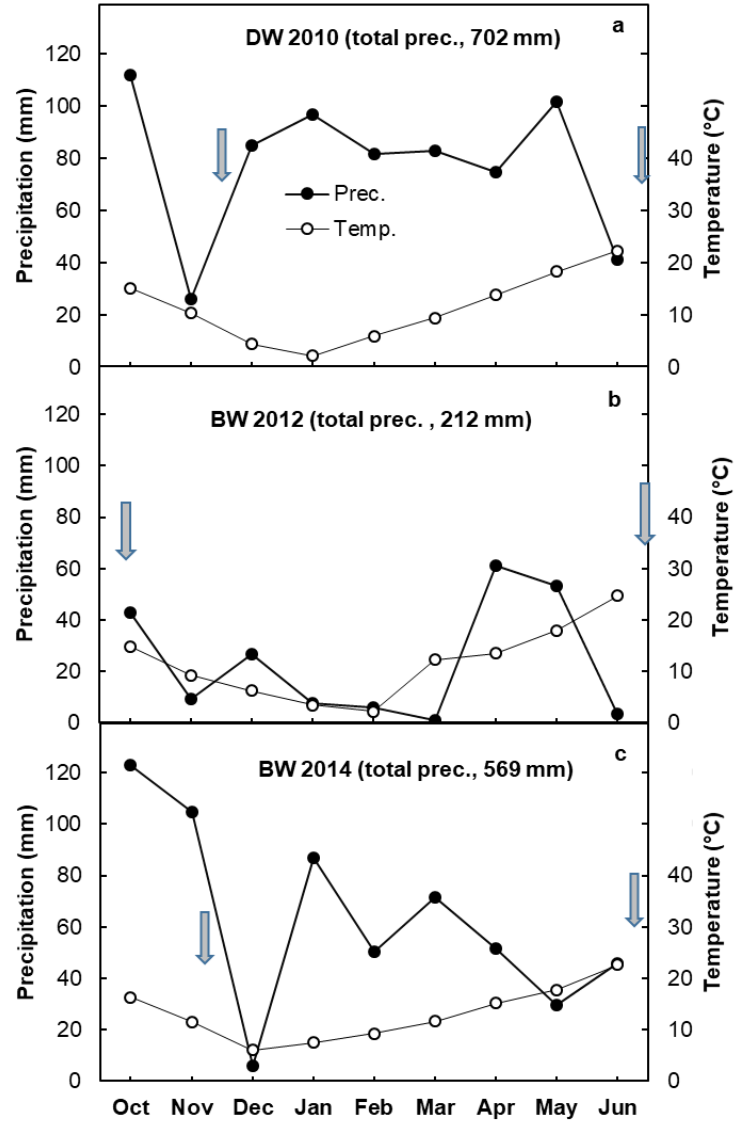 a
DW 2010 (total prec., 702 mm)
Precipitation (mm)
120
100
80
60
40
20
0
Prec.
Temp.
40
30
20
10
0
Temperature (°C)
b
BW 2012 (total prec. , 212 mm)
Precipitation (mm)
120
100
80
60
40
20
0
40
30
20
10
0
Temperature (°C)
c
BW 2014 (total prec., 569 mm)
Precipitation (mm)
120
100
80
60
40
20
0
40
30
20
10
0
Temperature (°C)
Oct Nov Dec Jan Feb Mar Apr May Jun